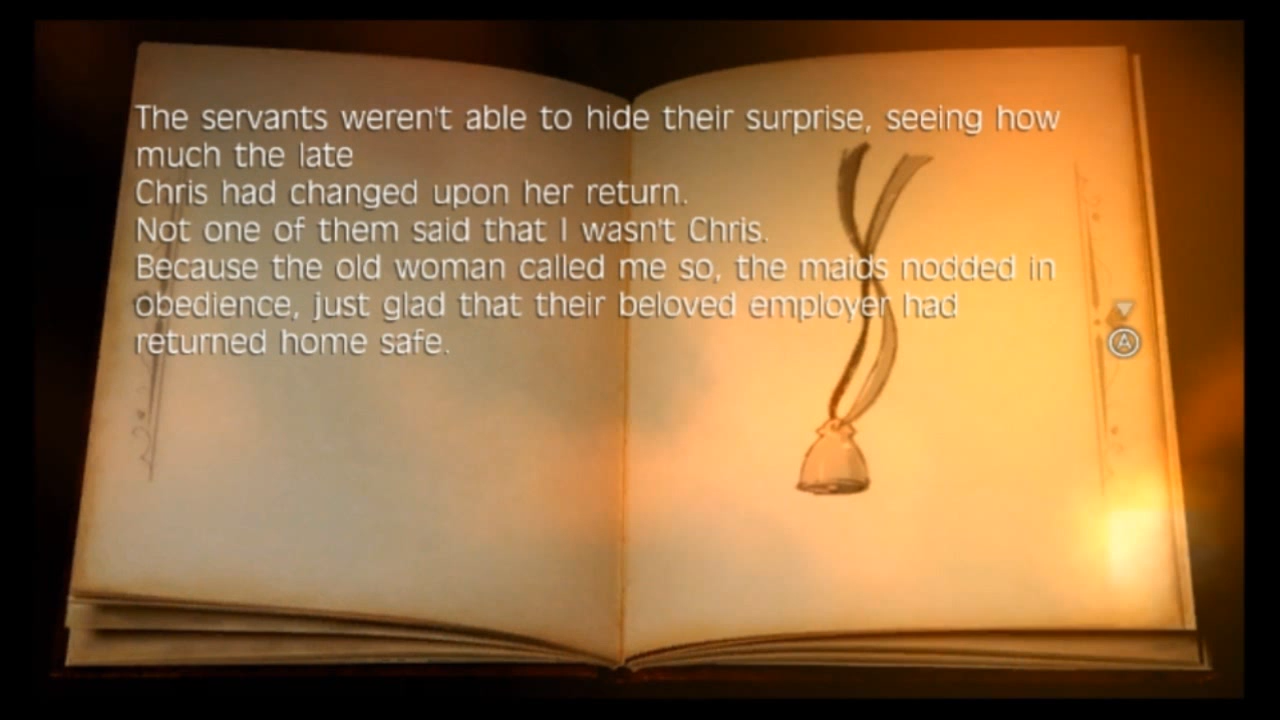 The servants weren't able to hide their surprise, seeing how
much the late
Chris had changed upon her return.
Not one of them said that I wasn't Chris.
Because the old woman called me so, the maids nodded in
obedience, just glad that their beloved employer had
returned home safe.
A